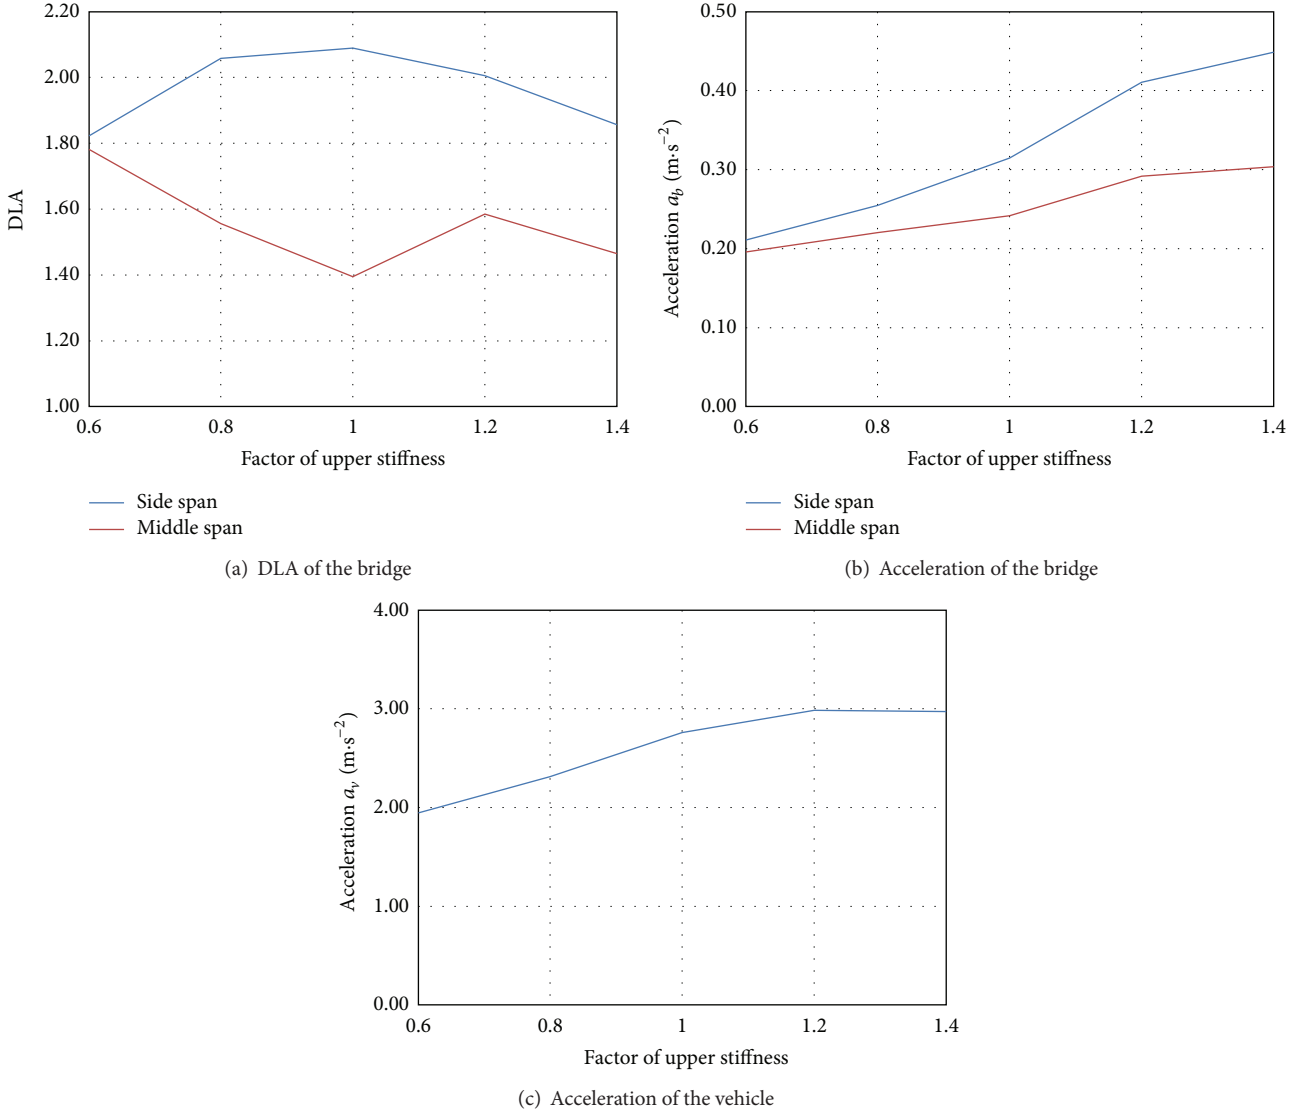 2.20
2.00
1.80
1.60
1.40
1.20
1.00
DLA
0.6 0.8 1 1.2 1.4
Factor of upper stiffness
Side span
Middle span
(a) DLA of the bridge
0.50
0.40
0.30
0.20
0.10
0.00
Acceleration a_b (m·s⁻²)
0.6 0.8 1 1.2 1.4
Factor of upper stiffness
Side span
Middle span
(b) Acceleration of the bridge
4.00
3.00
2.00
1.00
0.00
Acceleration a_v (m·s⁻²)
0.6 0.8 1 1.2 1.4
Factor of upper stiffness
(c) Acceleration of the vehicle